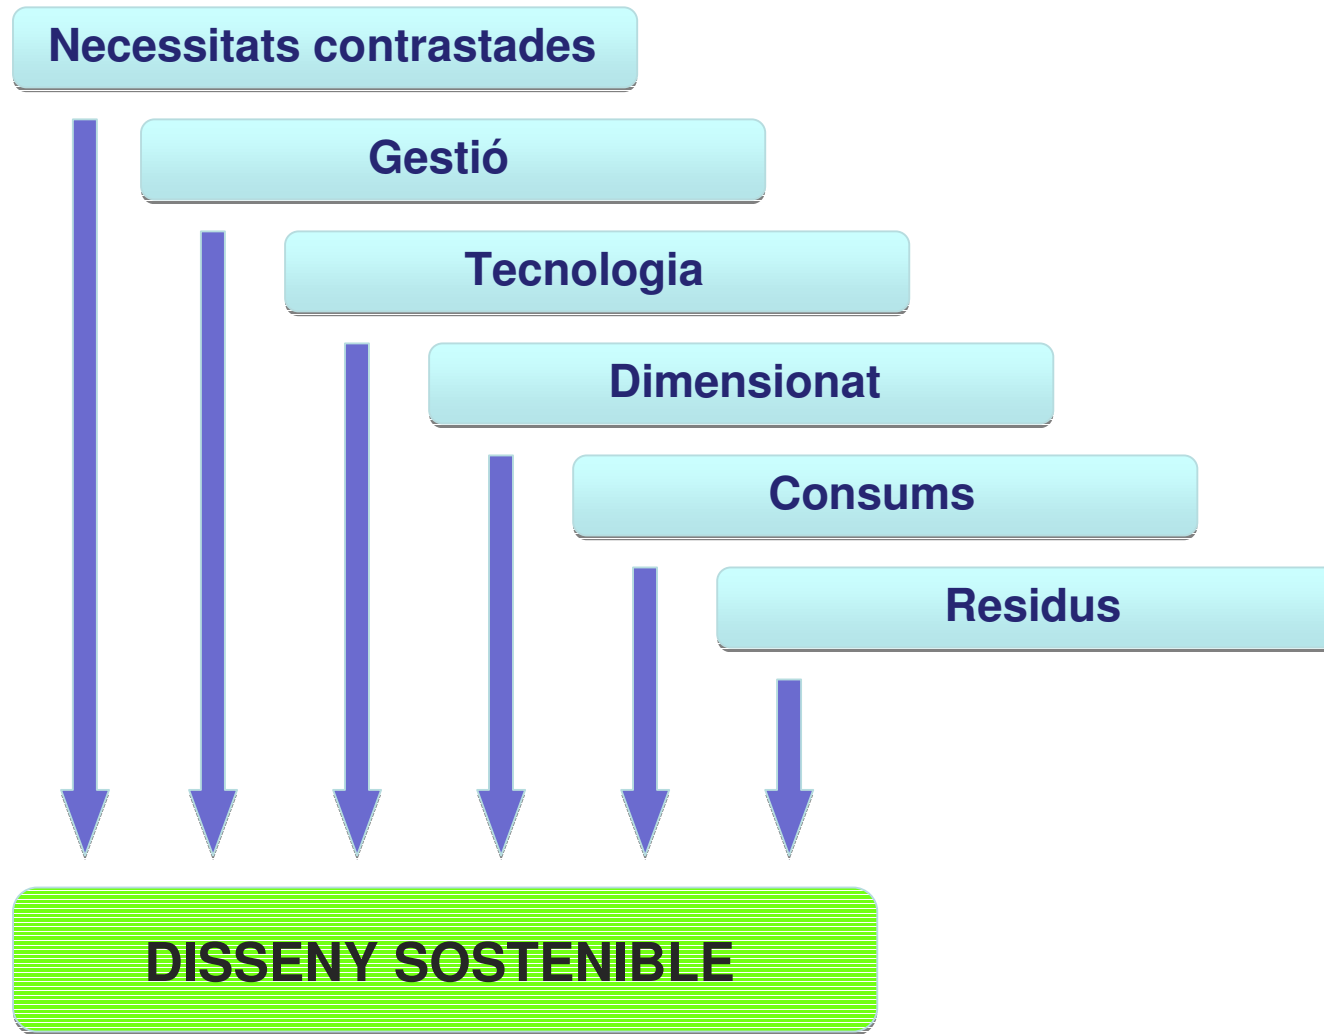 Necessitats contrastades
Gestió
Tecnologia
Dimensionat
Consums
Residus
DISSENY SOSTENIBLE